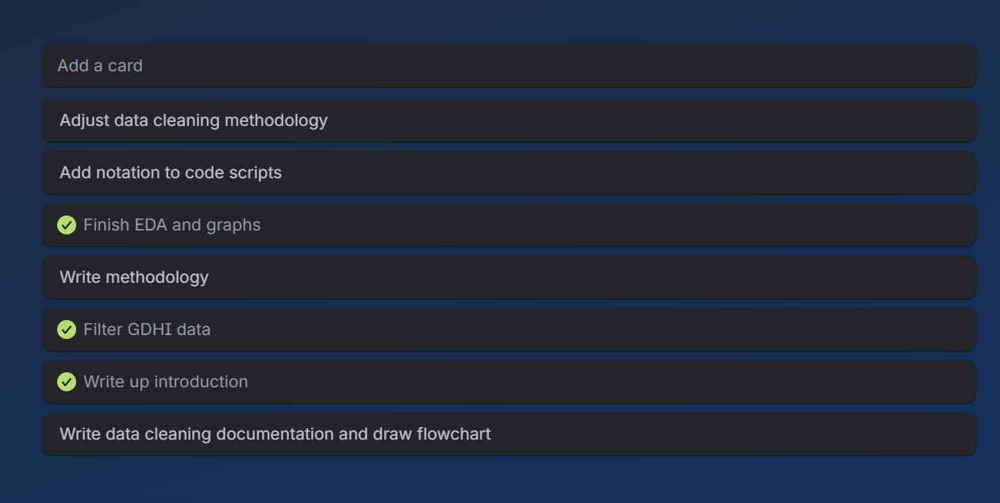 Add a card
Adjust data cleaning methodology
Add notation to code scripts
Finish EDA and graphs
Write methodology
Filter GDHI data
Write up introduction
Write data cleaning documentation and draw flowchart